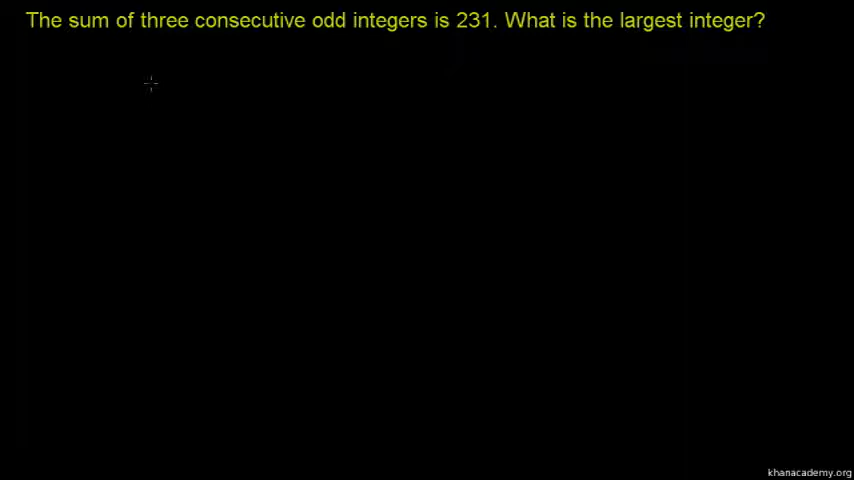 The sum of three consecutive odd integers is 231. What is the largest integer?
khanacademy.org